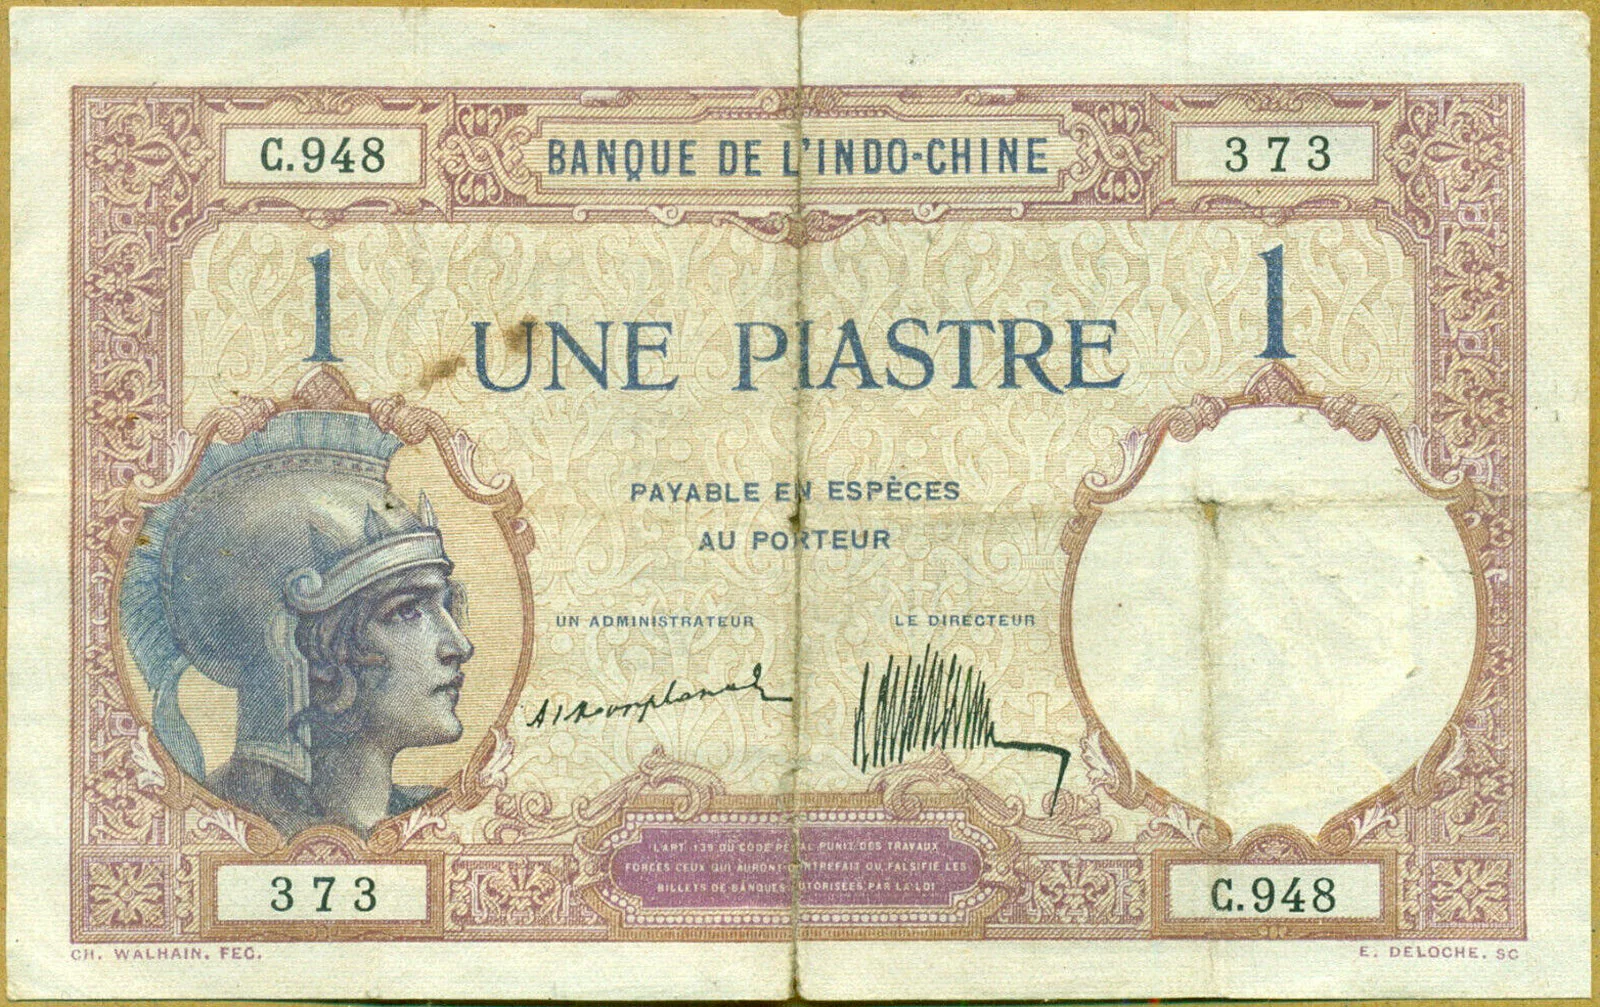 C.948
BANQUE DE L'INDO-CHINE
373
1
1
UNE PIASTRE
PAYABLE EN ESPÈCES
AU PORTEUR
UN ADMINISTRATEUR
LE DIRECTEUR
L'ART. 139 DU CODE PÉNAL PUNIT DES TRAVAUX
FORCÉS CEUX QUI AURONT CONTREFAIT OU FALSIFIÉ LES
BILLETS DE BANQUES AUTORISÉES PAR LA LOI
373
C.948
CH. WALHAIN. FEC.
E. DELOCHE. SC